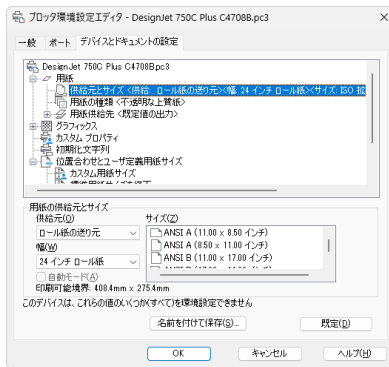 プロッタ環境設定エディタ - DesignJet 750C Plus C4708B.pc3
一般 ポート デバイスとドキュメントの設定
DesignJet 750C Plus C4708B.pc3
用紙
供給元とサイズ <供給: ロール紙の送り元> <幅: 24 インチ ロール紙> <サイズ: ISO 拡
用紙の種類 <不透明な上質紙>
用紙供給先 <既定値の出力>
グラフィックス
カスタム プロパティ
初期化文字列
位置合わせとユーザ定義用紙サイズ
カスタム用紙サイズ
用紙の供給元とサイズ
供給元(O) サイズ(Z)
ロール紙の送り元 ANSI A (11.00 x 8.50 インチ)
幅(W) ANSI A (8.50 x 11.00 インチ)
24 インチ ロール紙 ANSI B (11.00 x 17.00 インチ)
自動モード(A)
印刷可能境界: 408.4mm x 275.4mm
このデバイスは、これらの値のいくつか(すべて)を環境設定できません
名前を付けて保存(S)... 既定(D)
OK キャンセル ヘルプ(H)